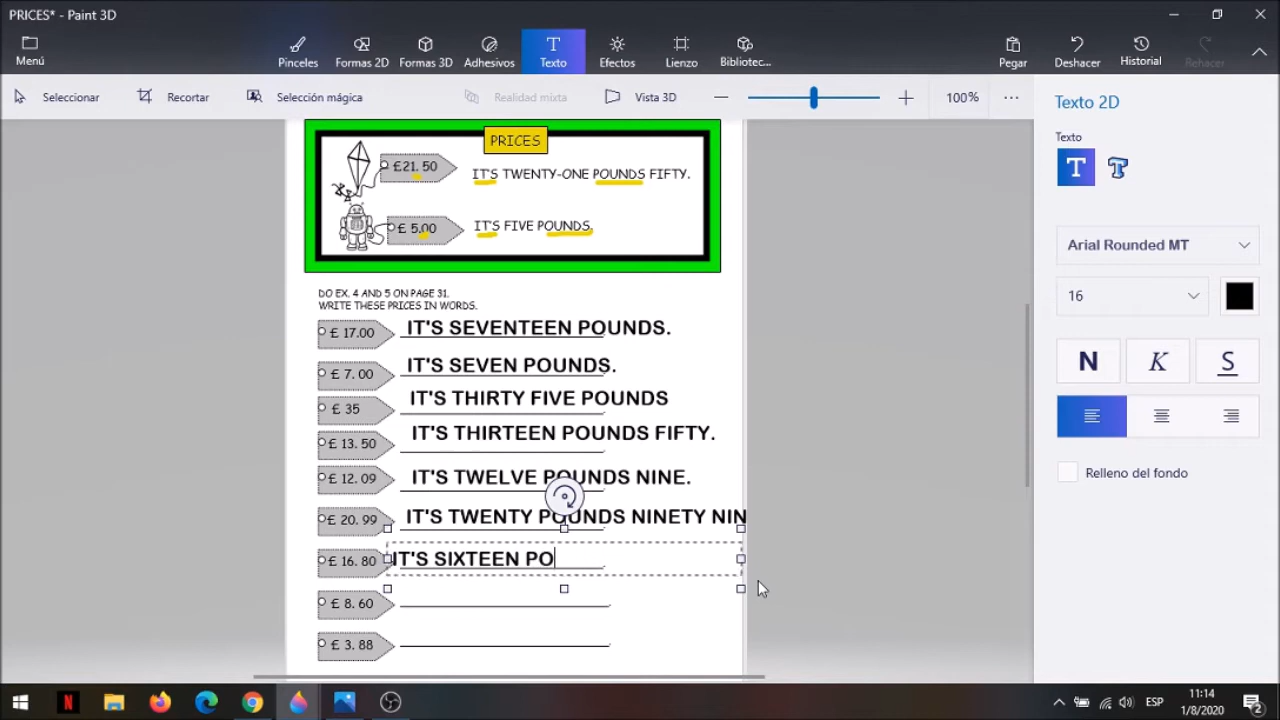 PRICES* - Paint 3D
Menú
Pinceles
Formas 2D
Formas 3D
Adhesivos
Texto
Efectos
Lienzo
Bibliotec...
Pegar
Deshacer
Historial
Rehacer
Seleccionar
Recortar
Selección mágica
Realidad mixta
Vista 3D
100%
Texto 2D
Texto
Arial Rounded MT
16
N K S
Relleno del fondo
PRICES
£21. 50
IT'S TWENTY-ONE POUNDS FIFTY.
£ 5.00
IT'S FIVE POUNDS.
DO EX. 4 AND 5 ON PAGE 31.
WRITE THESE PRICES IN WORDS.
£ 17.00 IT'S SEVENTEEN POUNDS.
£ 7. 00 IT'S SEVEN POUNDS.
£ 35 IT'S THIRTY FIVE POUNDS
£ 13. 50 IT'S THIRTEEN POUNDS FIFTY.
£ 12. 09 IT'S TWELVE POUNDS NINE.
£ 20. 99 IT'S TWENTY POUNDS NINETY NIN
£ 16. 80 IT'S SIXTEEN PO
£ 8. 60
£ 3. 88
ESP
11:14
1/8/2020
2